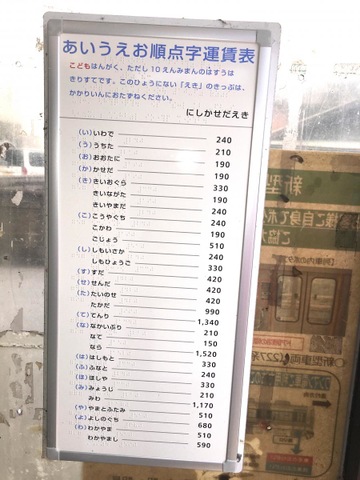 あいうえお順点字運賃表
こどもはんがく、ただし10えんみまんのはすうは
きりすてです。このひょうにない「えき」のきっぷは、
かかりいんにおたずねください。
にしかせだえき
(い)いわで 240
(う)うちた 210
(お)おおたに 190
(か)かせだ 190
(き)きいおぐら 330
きいながた 190
きいやまだ 240
(こ)こうやぐち 240
こかわ 190
ごじょう 510
(し)しもいさか 240
しもひょうご 330
(す)すだ 420
(せ)せんだ 420
(た)たいのせ 420
たかだ 990
(て)てんり 1,340
(な)なかいぶり 210
なて 150
なら 1,520
(は)はしもと 330
(ふ)ふなと 240
(ほ)ほしや 330
(み)みょうじ 210
みわ 1,170
(や)やまとふたみ 510
(よ)よしのぐち 680
(わ)わかやま 510
わかやまし 590
新型